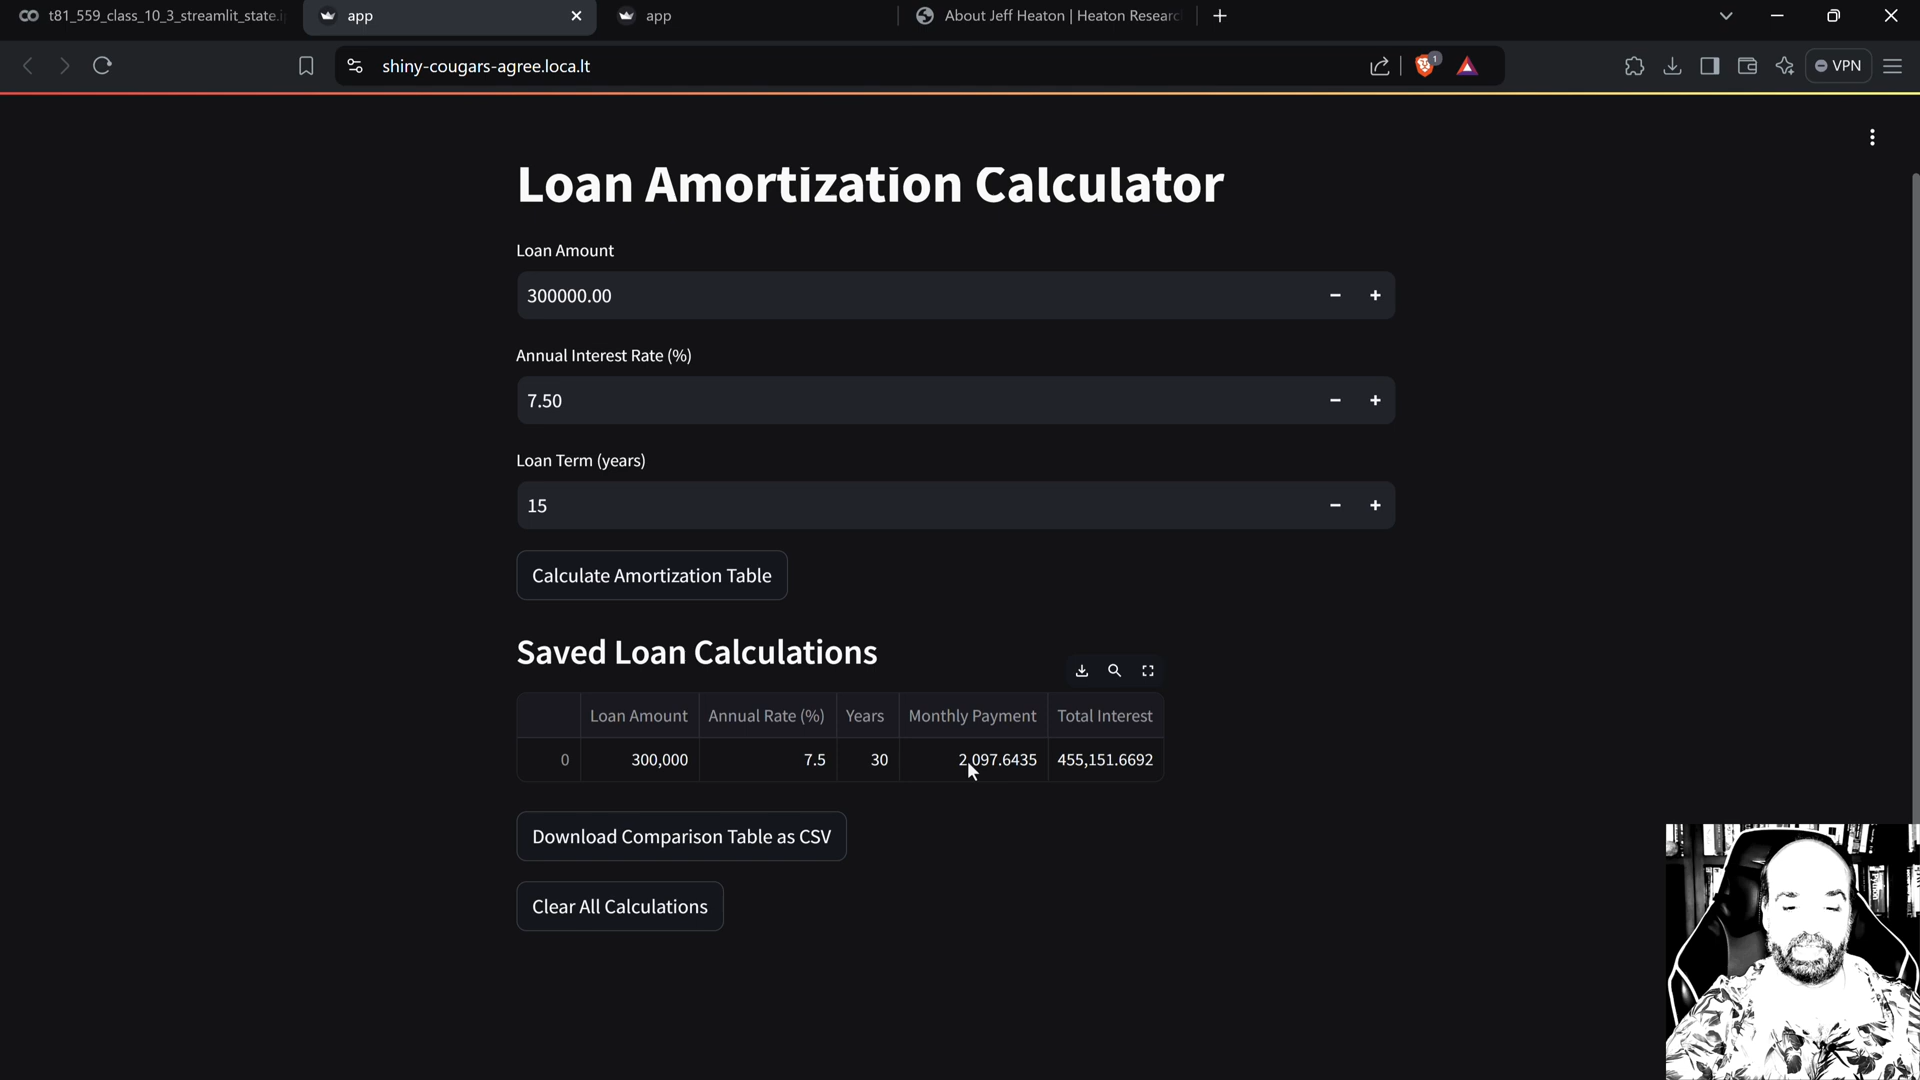 t81_559_class_10_3_streamlit_state.i
app
app
About Jeff Heaton | Heaton Research
shiny-cougars-agree.loca.lt
1
VPN
Loan Amortization Calculator
Loan Amount
300000.00
Annual Interest Rate (%)
7.50
Loan Term (years)
15
Calculate Amortization Table
Saved Loan Calculations
Loan Amount Annual Rate (%) Years Monthly Payment Total Interest
0 300,000 7.5 30 2,097.6435 455,151.6692
Download Comparison Table as CSV
Clear All Calculations